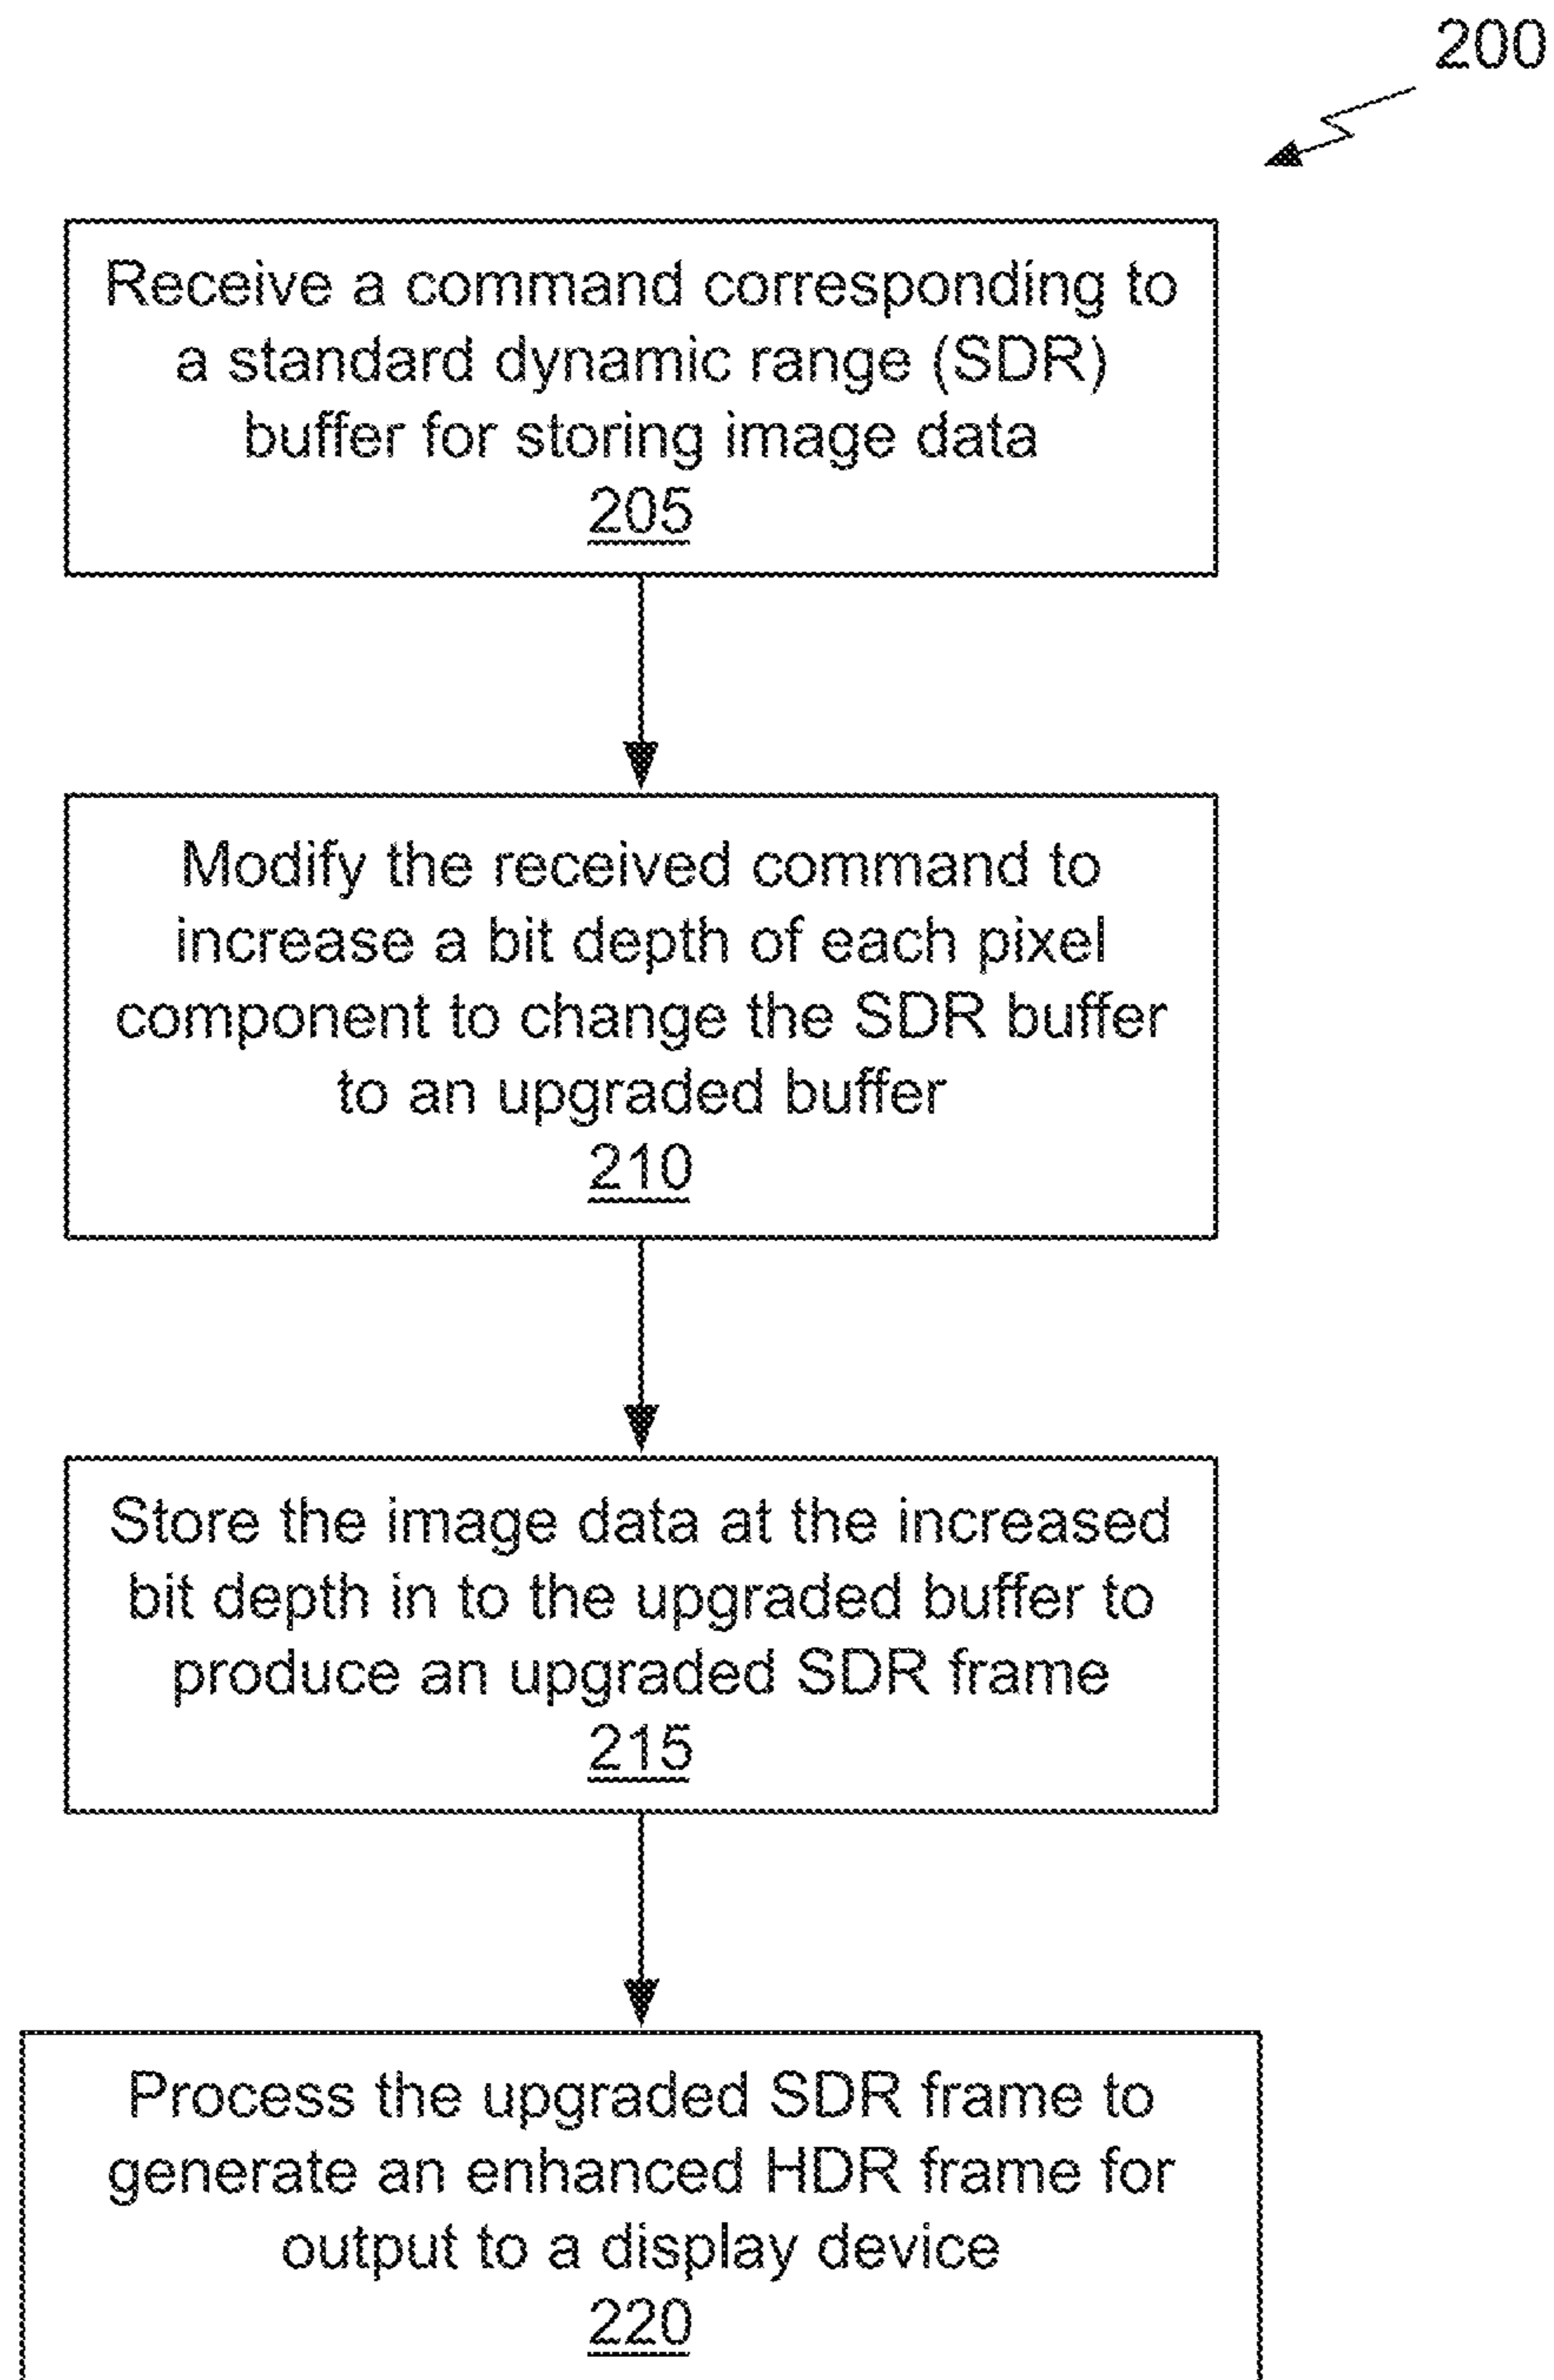 200
Receive a command corresponding to
a standard dynamic range (SDR)
buffer for storing image data
205
Modify the received command to
increase a bit depth of each pixel
component to change the SDR buffer
to an upgraded buffer
210
Store the image data at the increased
bit depth in to the upgraded buffer to
produce an upgraded SDR frame
215
Process the upgraded SDR frame to
generate an enhanced HDR frame for
output to a display device
220